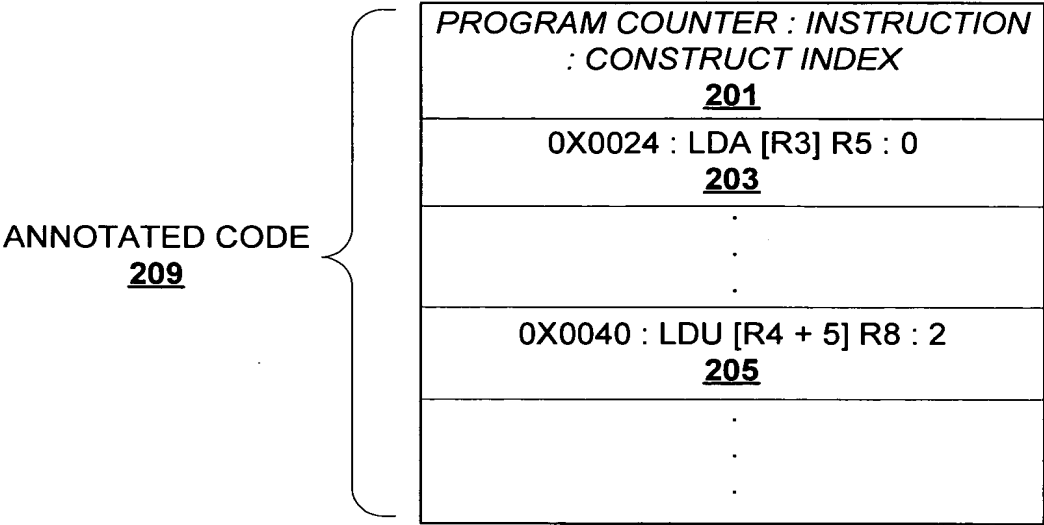 PROGRAM COUNTER : INSTRUCTION
: CONSTRUCT INDEX
201
0X0024 : LDA [R3] R5 : 0
203
.
.
.
ANNOTATED CODE
209
0X0040 : LDU [R4 + 5] R8 : 2
205
.
.
.